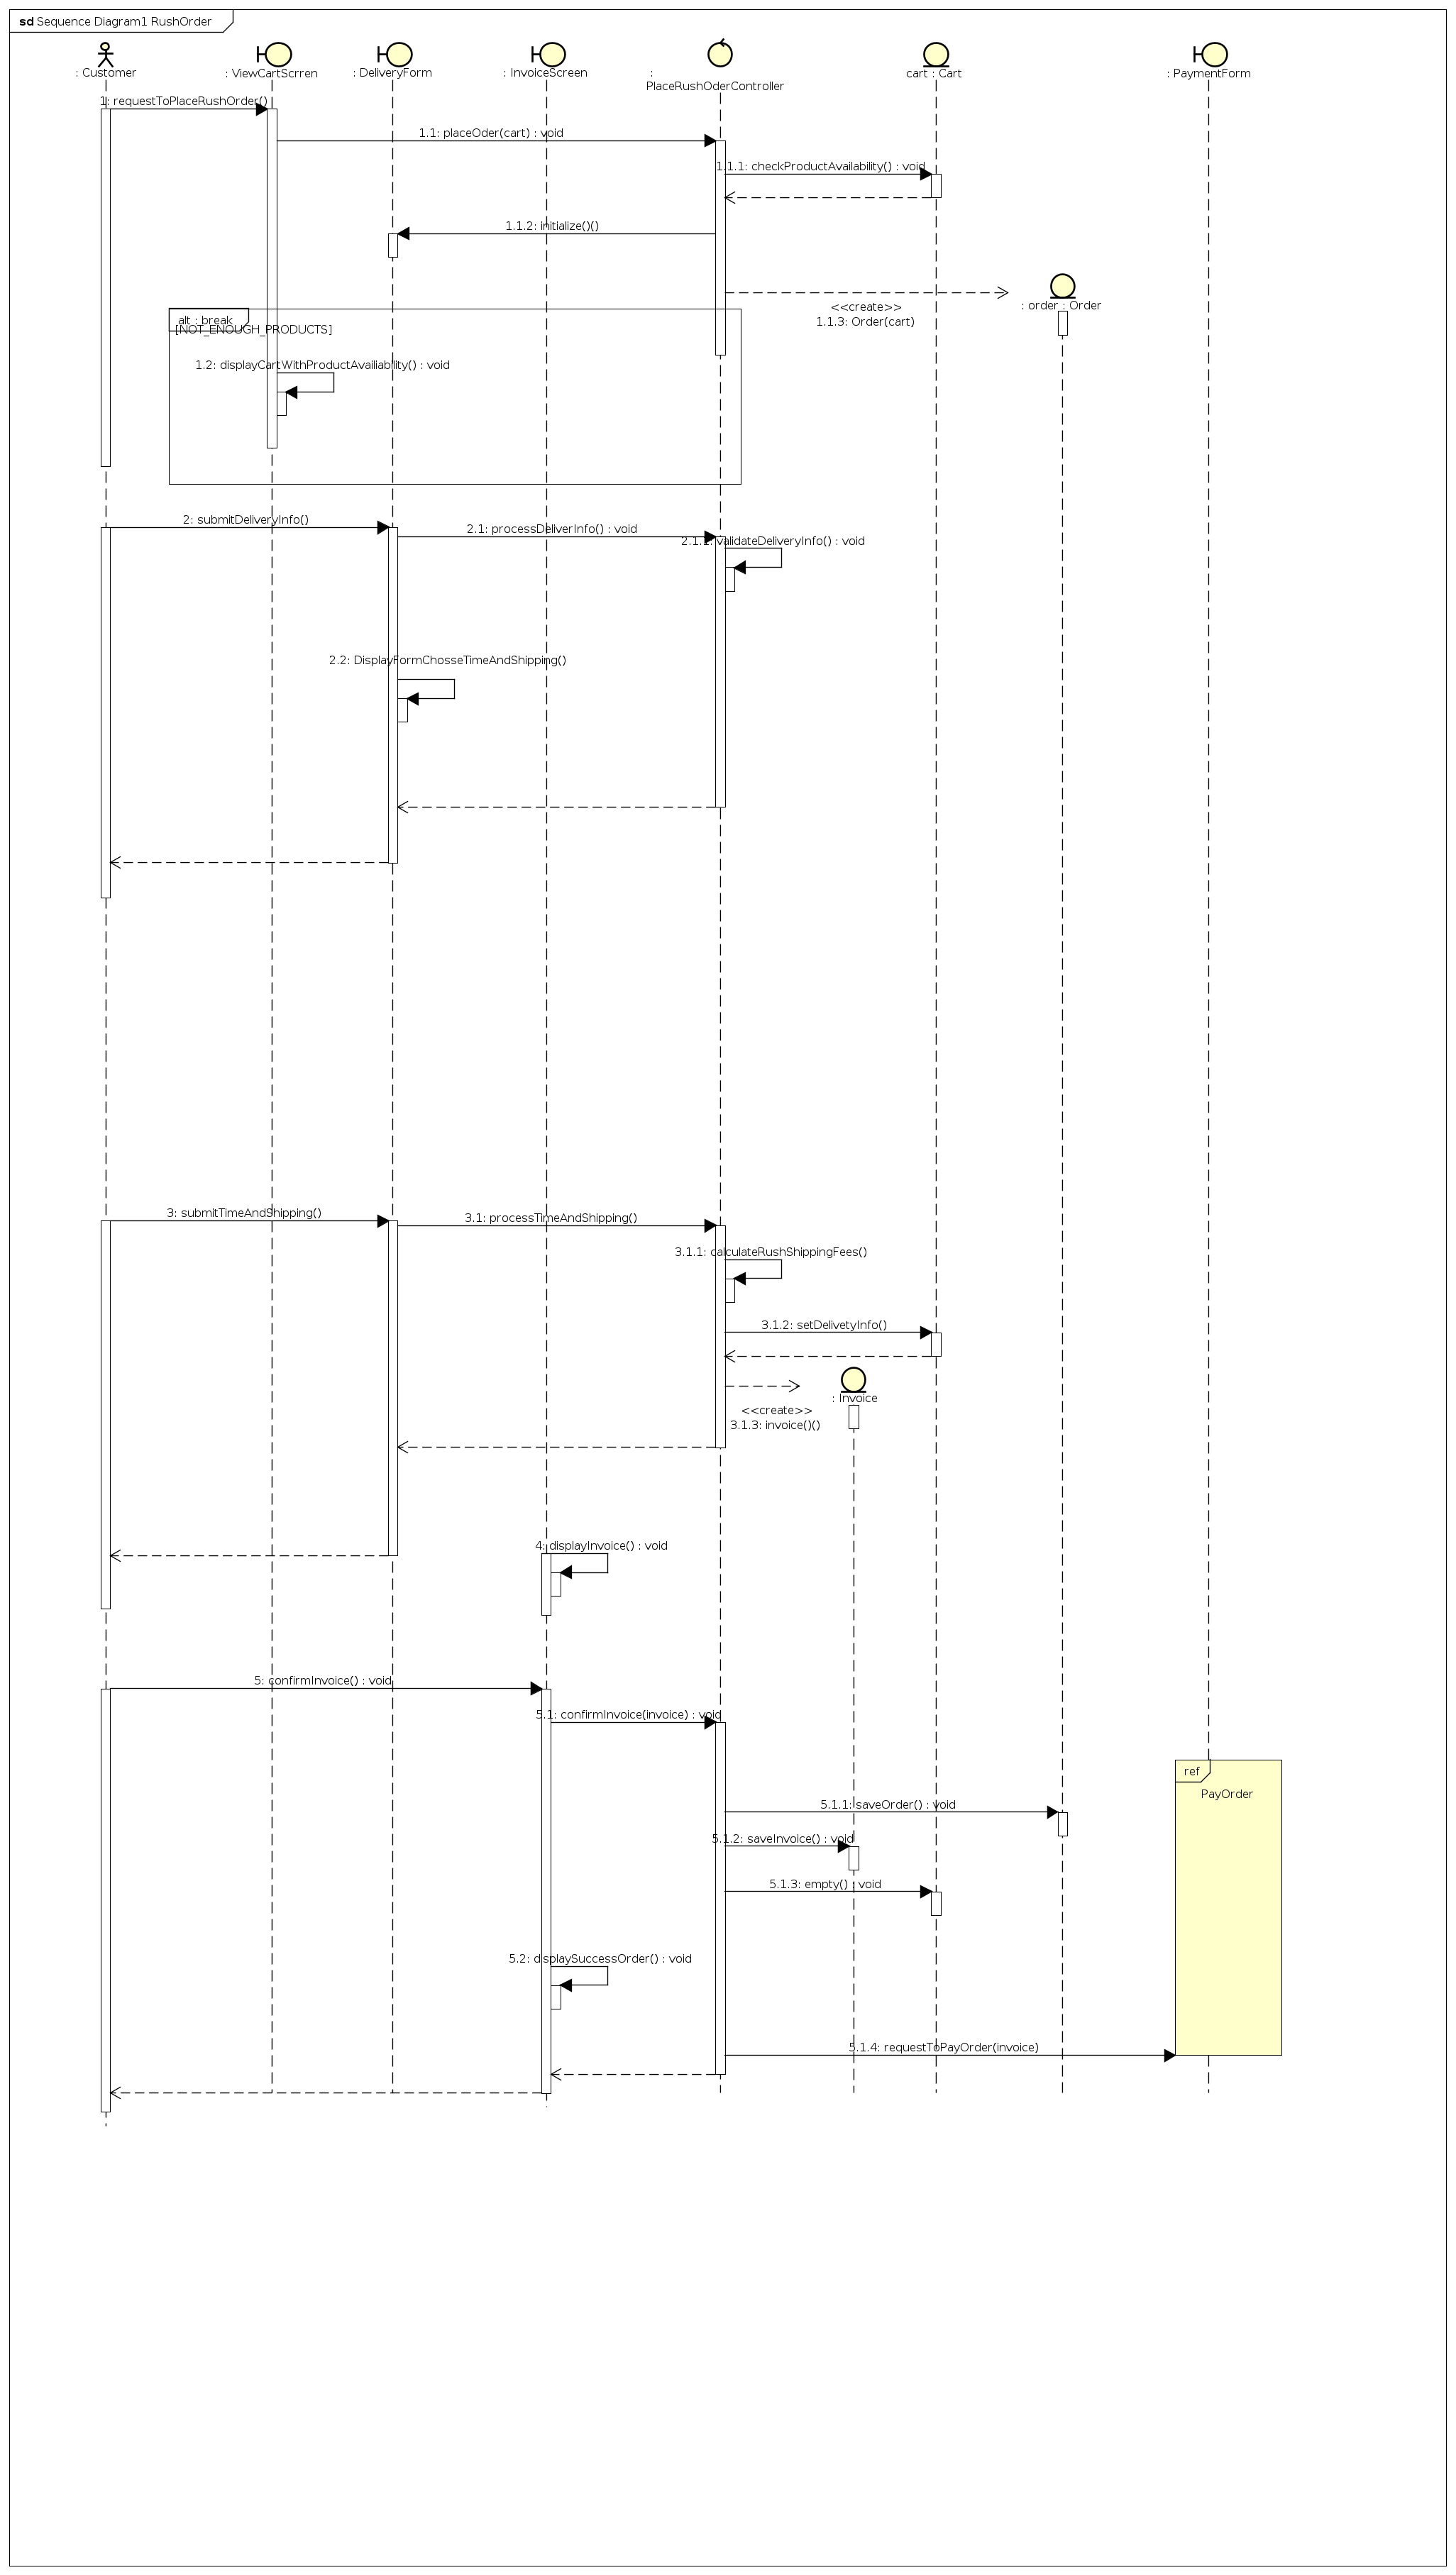 sd Sequence Diagram1 RushOrder
: Customer
: ViewCartScrren
: DeliveryForm
: InvoiceScreen
:
PlaceRushOderController
cart : Cart
: PaymentForm
1: requestToPlaceRushOrder()
1.1: placeOder(cart) : void
1.1.1: checkProductAvailability() : void
1.1.2: initialize()()
: order : Order
<<create>>
1.1.3: Order(cart)
alt : break
[NOT_ENOUGH_PRODUCTS]
1.2: displayCartWithProductAvailiability() : void
2: submitDeliveryInfo()
2.1: processDeliverInfo() : void
2.1.1: validateDeliveryInfo() : void
2.2: DisplayFormChosseTimeAndShipping()
3: submitTimeAndShipping()
3.1: processTimeAndShipping()
3.1.1: calculateRushShippingFees()
3.1.2: setDelivetyInfo()
: Invoice
<<create>>
3.1.3: invoice()()
4: displayInvoice() : void
5: confirmInvoice() : void
5.1: confirmInvoice(invoice) : void
ref
PayOrder
5.1.1: saveOrder() : void
5.1.2: saveInvoice() : void
5.1.3: empty() : void
5.2: displaySuccessOrder() : void
5.1.4: requestToPayOrder(invoice)